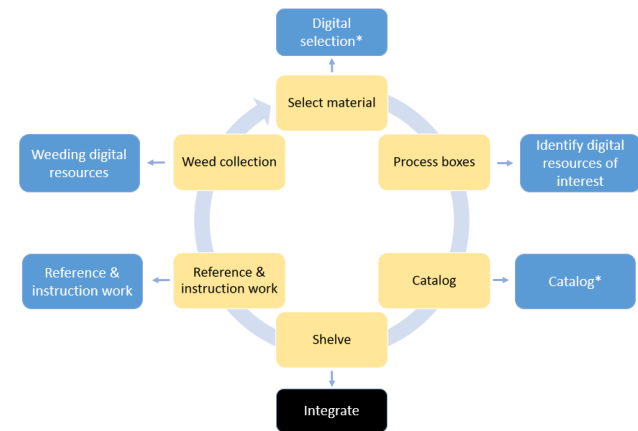 Digital
selection*
Select material
Weeding digital
resources
Weed collection
Process boxes
Identify digital
resources of
interest
Reference &
instruction work
Reference &
instruction work
Catalog
Catalog*
Shelve
Integrate